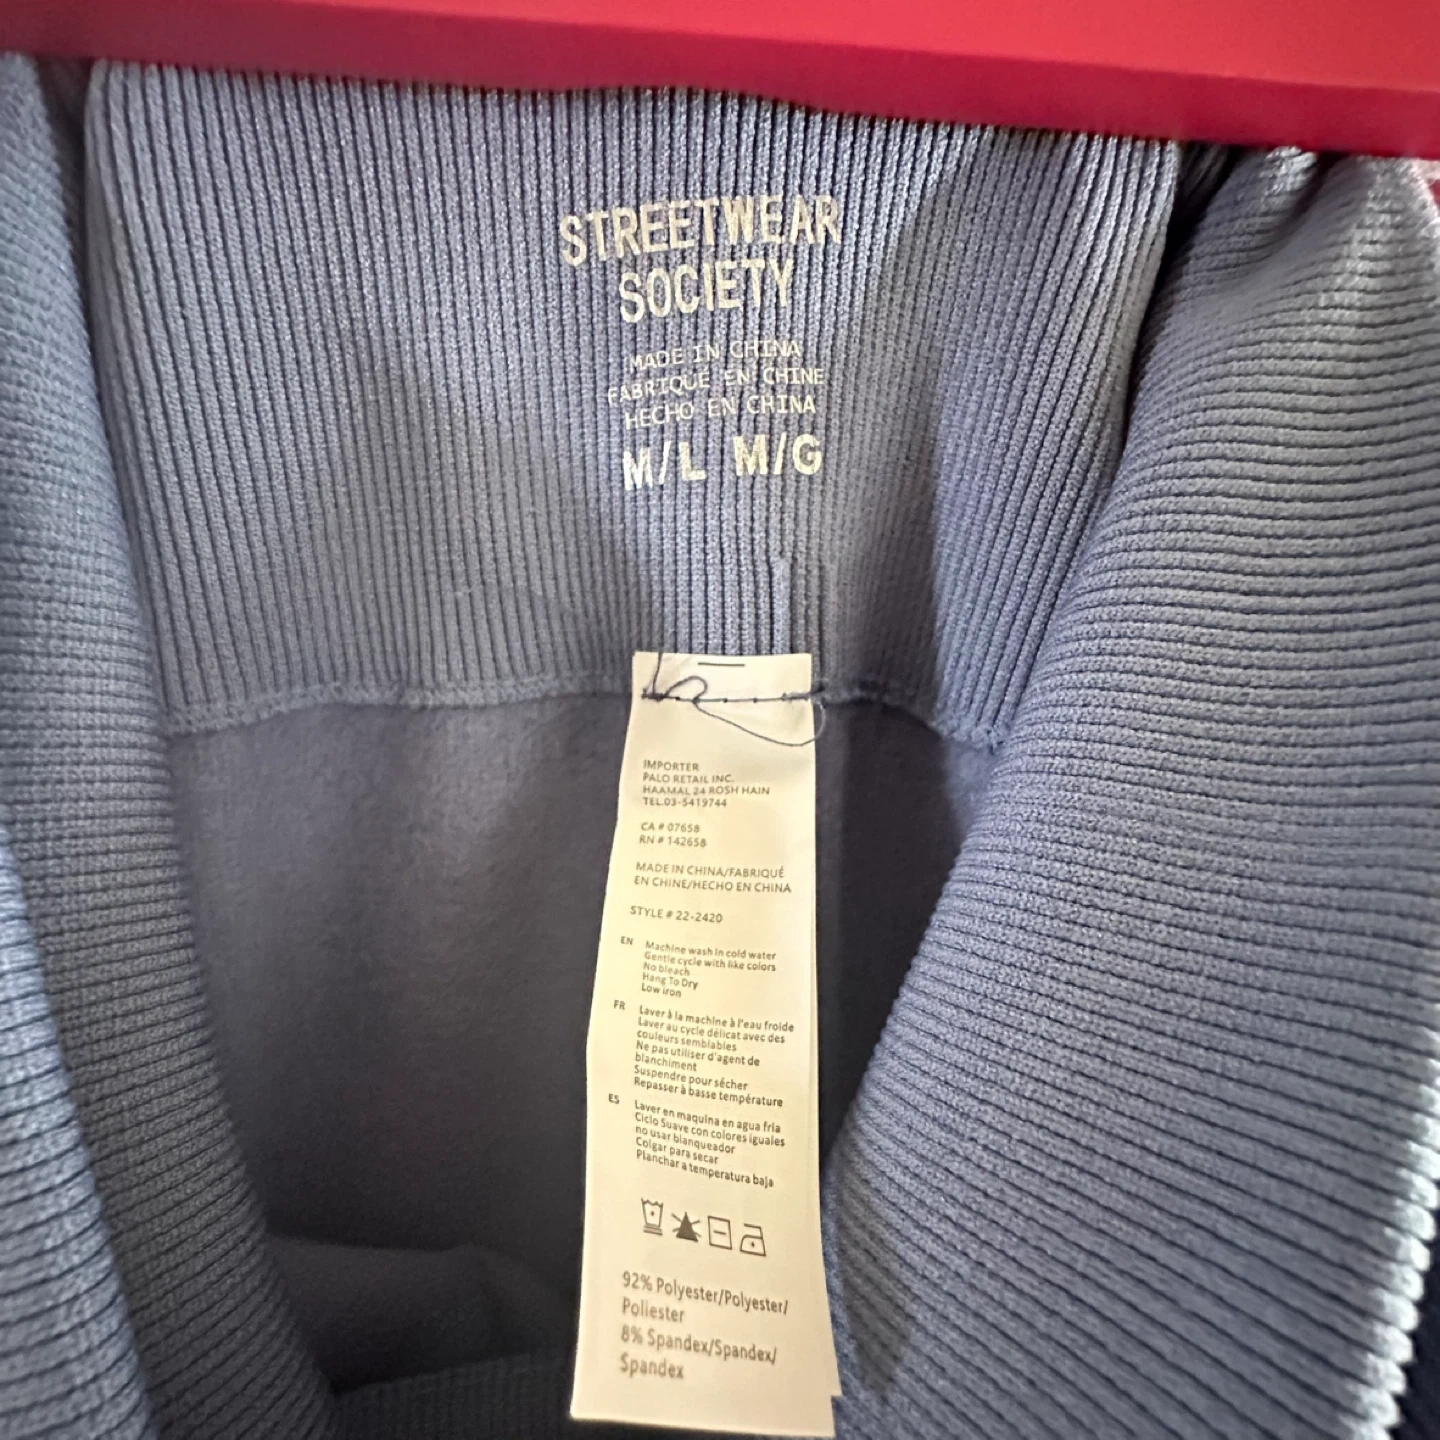 STREETWEAR
SOCIETY
MADE IN CHINA
FABRIQUÉ EN CHINE
HECHO EN CHINA
M/L M/G
IMPORTER
PALO RETAIL INC.
HAAMAL 24 ROSH HAIN
TEL.03-5419744
CA # 07658
RN # 142658
MADE IN CHINA/FABRIQUÉ
EN CHINE/HECHO EN CHINA
STYLE # 22-2420
EN Machine wash in cold water
Gentle cycle with like colors
No bleach
Hang To Dry
Low iron
FR Laver à la machine à l'eau froide
Laver au cycle délicat avec des
couleurs semblables
Ne pas utiliser d'agent de
blanchiment
Suspendre pour sécher
Repasser à basse température
ES Laver en maquina en agua fria
Ciclo Suave con colores iguales
no usar blanqueador
Colgar para secar
Planchar a temperatura baja
92% Polyester/Polyester/
Poliester
8% Spandex/Spandex/
Spandex